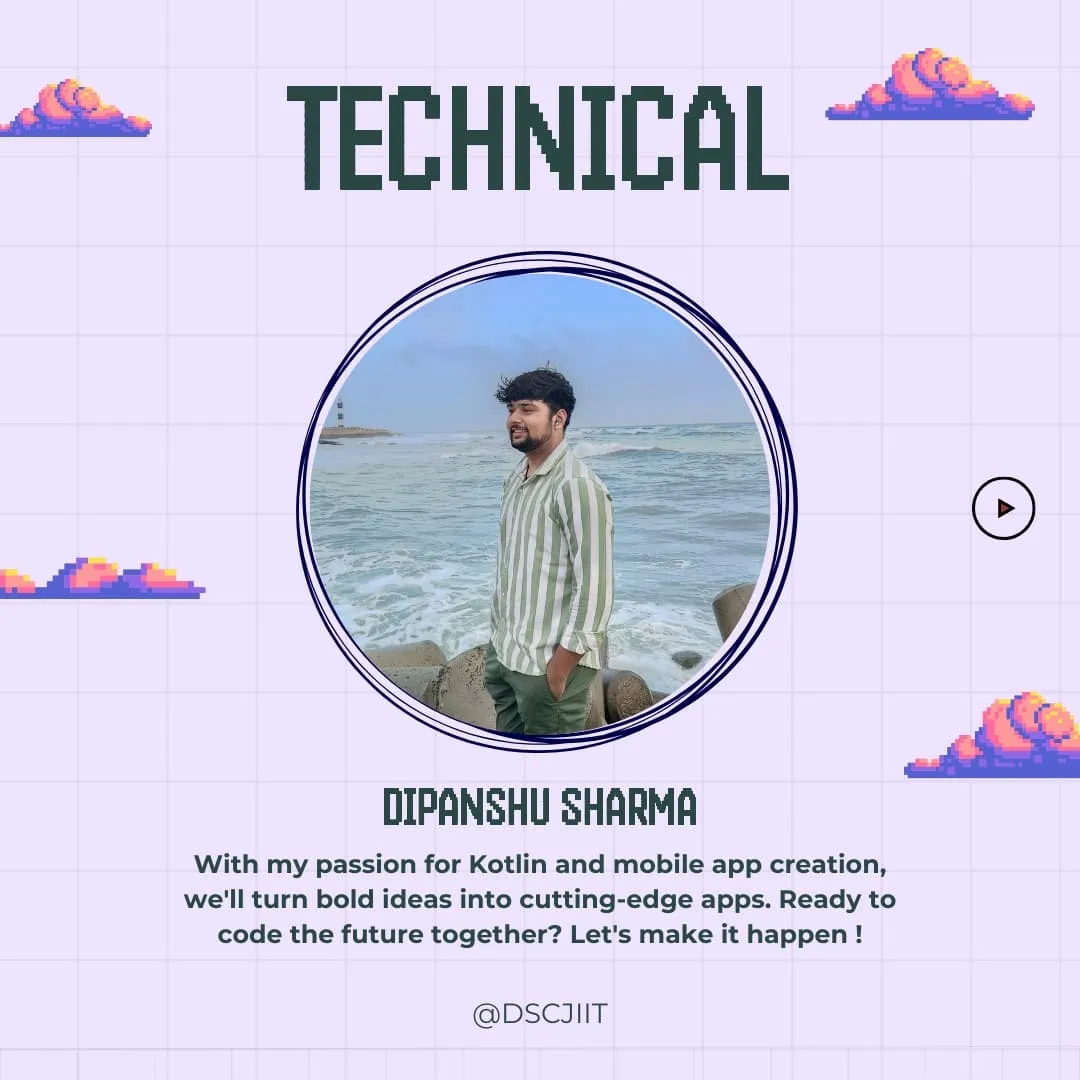 TECHNICAL
DIPANSHU SHARMA
With my passion for Kotlin and mobile app creation,
we'll turn bold ideas into cutting-edge apps. Ready to
code the future together? Let's make it happen !
@DSCJIIT